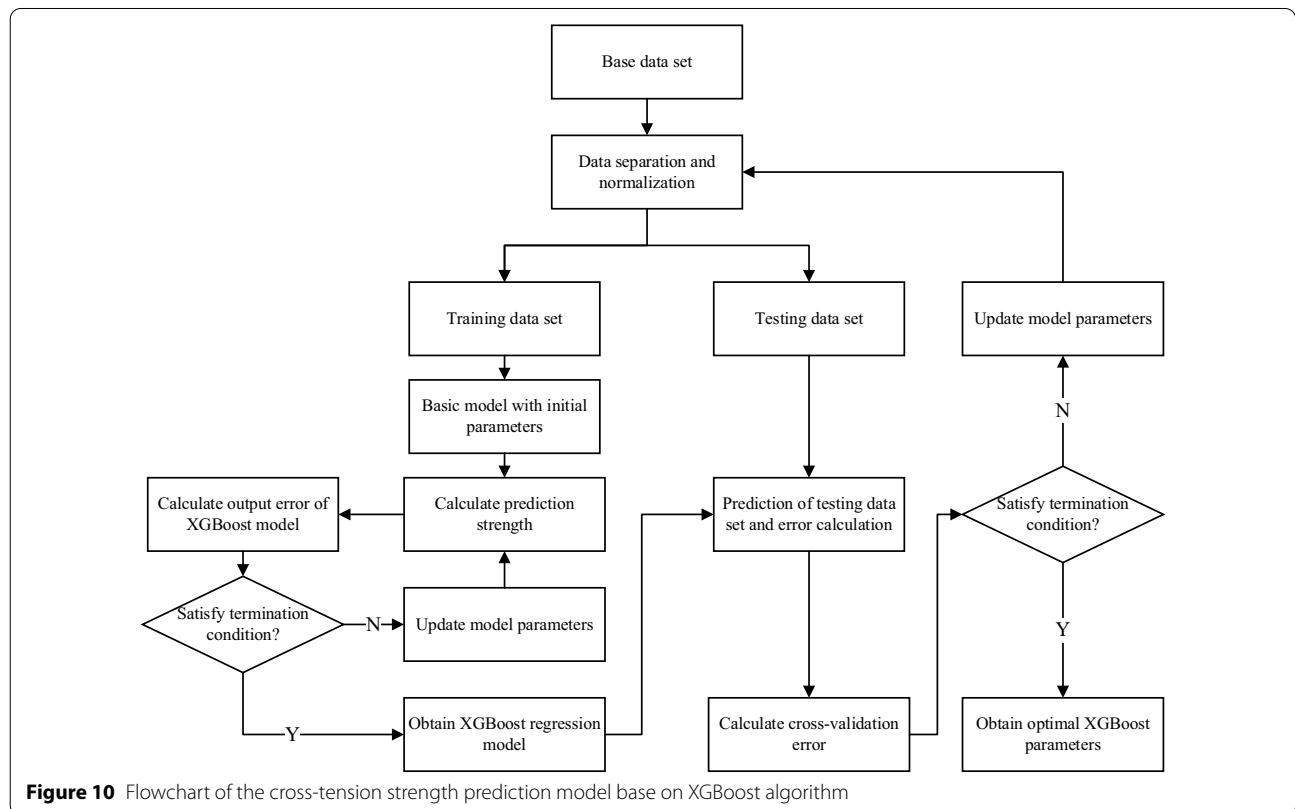 Base data set
Data separation and
normalization
Training data set
Testing data set
Update model parameters
Basic model with initial
parameters
N
Calculate output error of
XGBoost model
Calculate prediction
strength
Prediction of testing data
set and error calculation
Satisfy termination
condition?
Satisfy termination
condition?
N
Update model parameters
Y
Y
Obtain XGBoost regression
model
Calculate cross-validation
error
Obtain optimal XGBoost
parameters
Figure 10 Flowchart of the cross-tension strength prediction model base on XGBoost algorithm